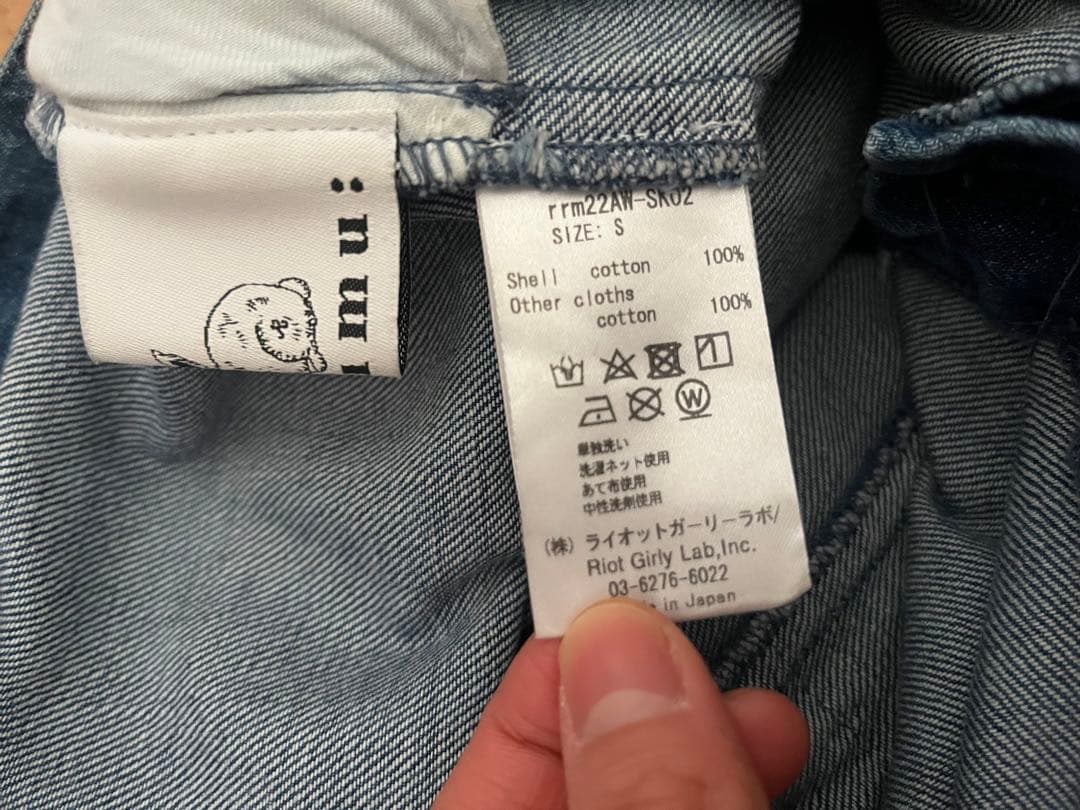 rrm22AW-SK02
SIZE: S
Shell cotton 100%
Other cloths
cotton 100%
W
単独洗い
洗濯ネット使用
あて布使用
中性洗剤使用
(株) ライオットガーリーラボ/
Riot Girly Lab,Inc.
03-6276-6022
in Japan